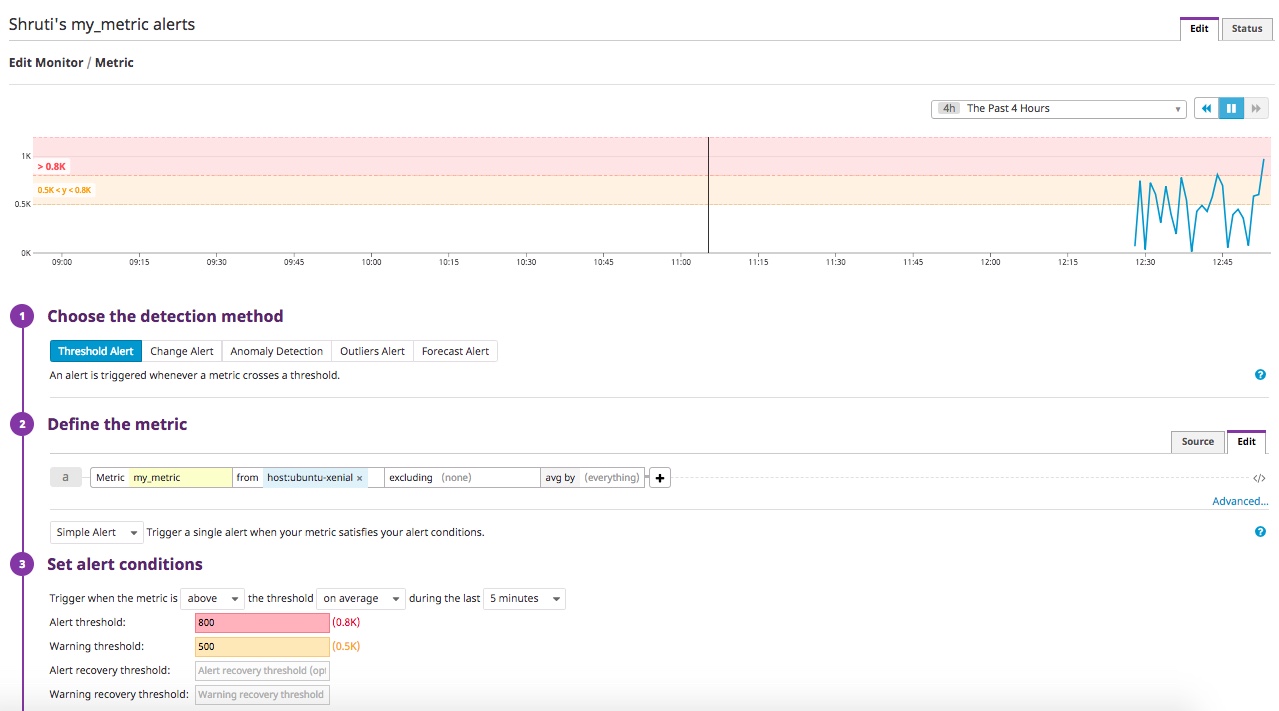 Shruti's my_metric alerts
Edit Status
Edit Monitor / Metric
4h The Past 4 Hours
1K
> 0.8K
0.5K < y < 0.8K
0.5K
0K
09:00 09:15 09:30 09:45 10:00 10:15 10:30 10:45 11:00 11:15 11:30 11:45 12:00 12:15 12:30 12:45
1 Choose the detection method
Threshold Alert Change Alert Anomaly Detection Outliers Alert Forecast Alert
An alert is triggered whenever a metric crosses a threshold. ?
2 Define the metric
Source Edit
a Metric my_metric from host:ubuntu-xenial × excluding (none) avg by (everything) + </>
Advanced...
Simple Alert Trigger a single alert when your metric satisfies your alert conditions. ?
3 Set alert conditions
Trigger when the metric is above the threshold on average during the last 5 minutes
Alert threshold: 800 (0.8K)
Warning threshold: 500 (0.5K)
Alert recovery threshold: Alert recovery threshold (opt
Warning recovery threshold: Warning recovery threshold